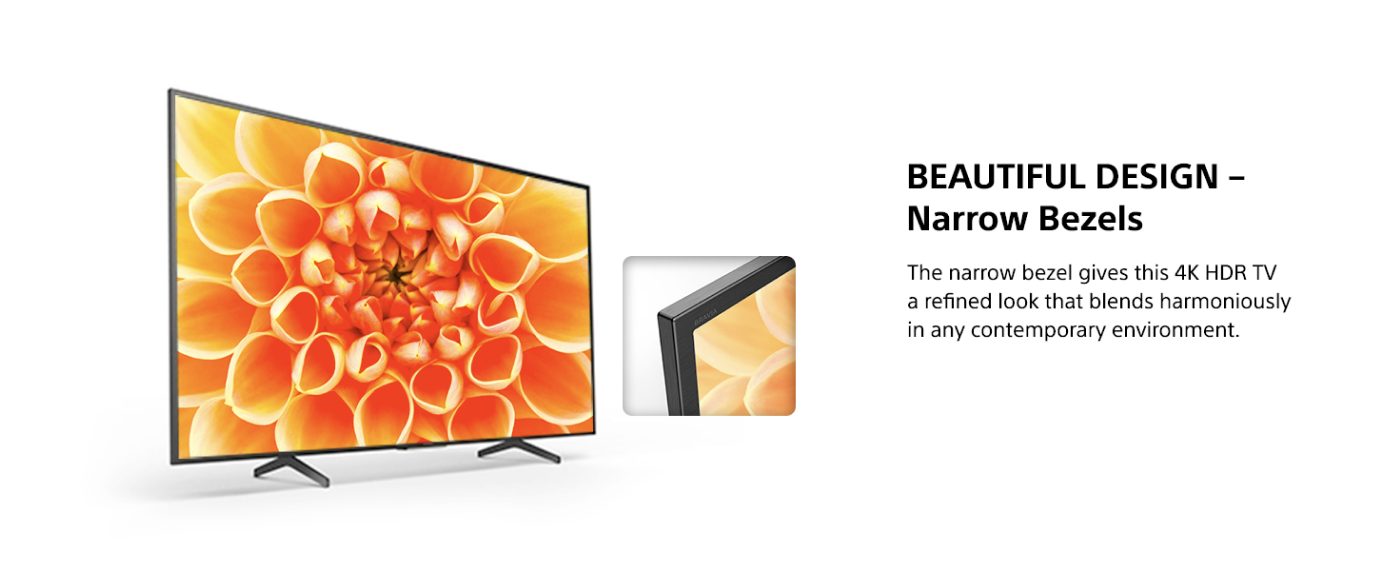 BEAUTIFUL DESIGN –
Narrow Bezels
The narrow bezel gives this 4K HDR TV
a refined look that blends harmoniously
in any contemporary environment.
BRAVIA